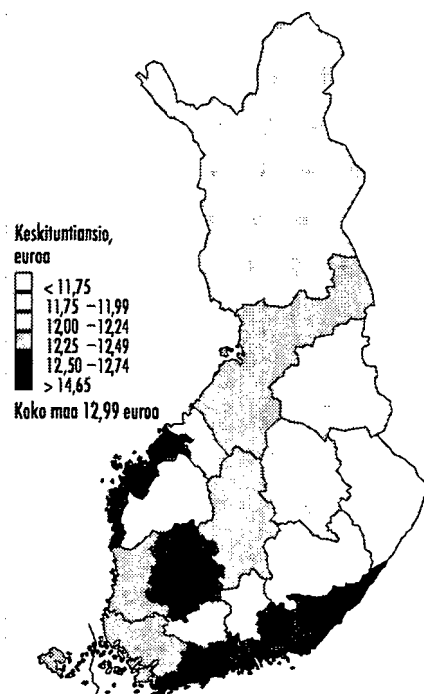 Keskituntiansio,
euroa
< 11,75
11,75 –11,99
12,00 –12,24
12,25 –12,49
12,50 –12,74
> 14,65
Koko maa 12,99 euroa